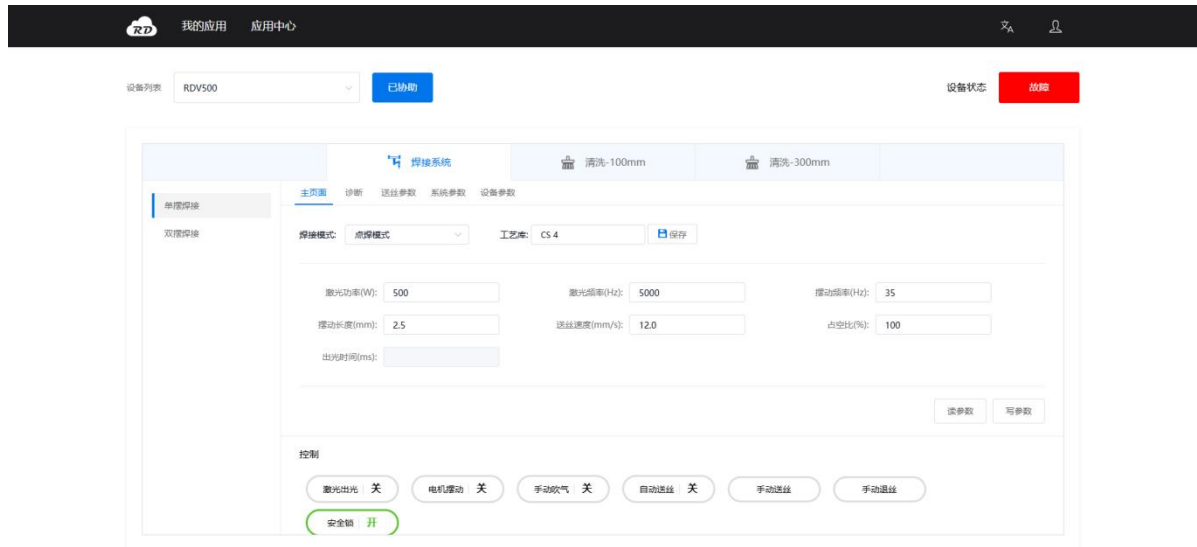 RD 我的应用 应用中心 文A
设备列表 RDV500 已协助 设备状态 故障
焊接系统 清洗-100mm 清洗-300mm
主页面 诊断 送丝参数 系统参数 设备参数
单摆焊接
双摆焊接
焊接模式: 点焊模式 工艺库: CS 4 保存
激光功率(W): 500 激光频率(Hz): 5000 摆动频率(Hz): 35
摆动长度(mm): 2.5 送丝速度(mm/s): 12.0 占空比(%): 100
出光时间(ms):
读参数 写参数
控制
激光出光 关 电机摆动 关 手动吹气 关 自动送丝 关 手动送丝 手动退丝
安全锁 开